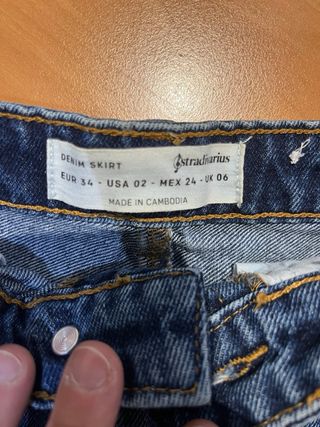 DENIM SKIRT stradivarius
EUR 34 - USA 02 - MEX 24 - UK 06
MADE IN CAMBODIA